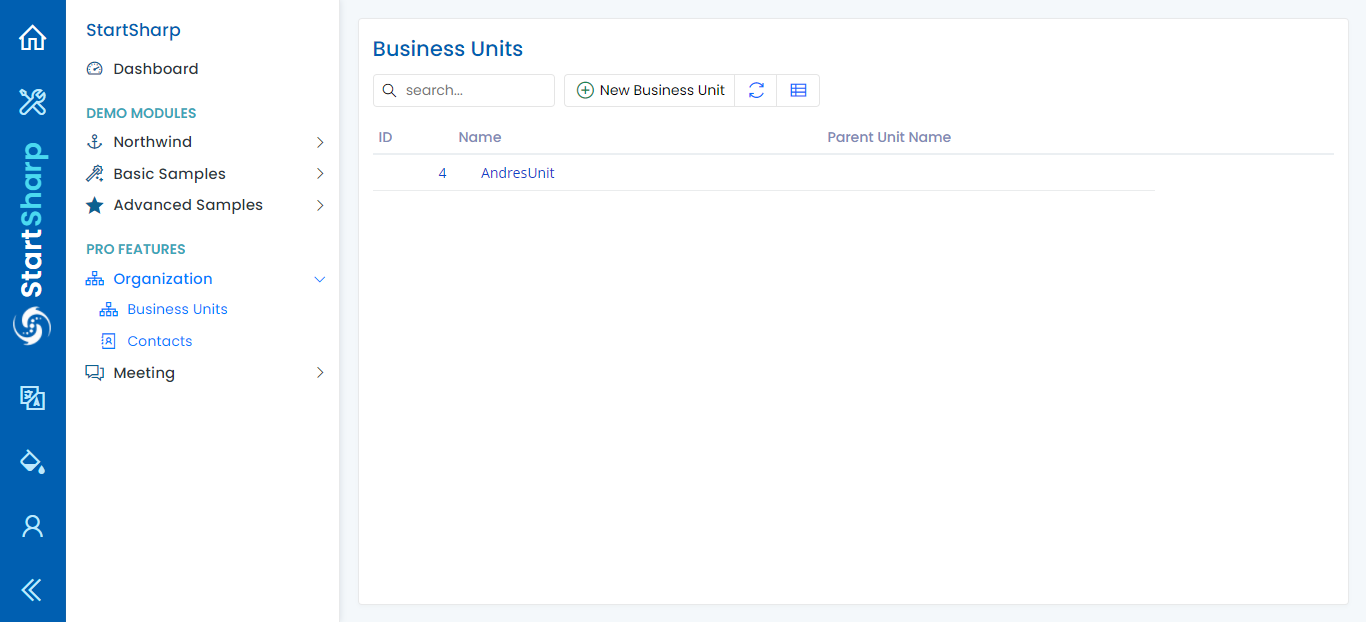 StartSharp
StartSharp
Dashboard
DEMO MODULES
Northwind
Basic Samples
Advanced Samples
PRO FEATURES
Organization
Business Units
Contacts
Meeting
Business Units
search...
New Business Unit
ID Name Parent Unit Name
4 AndresUnit